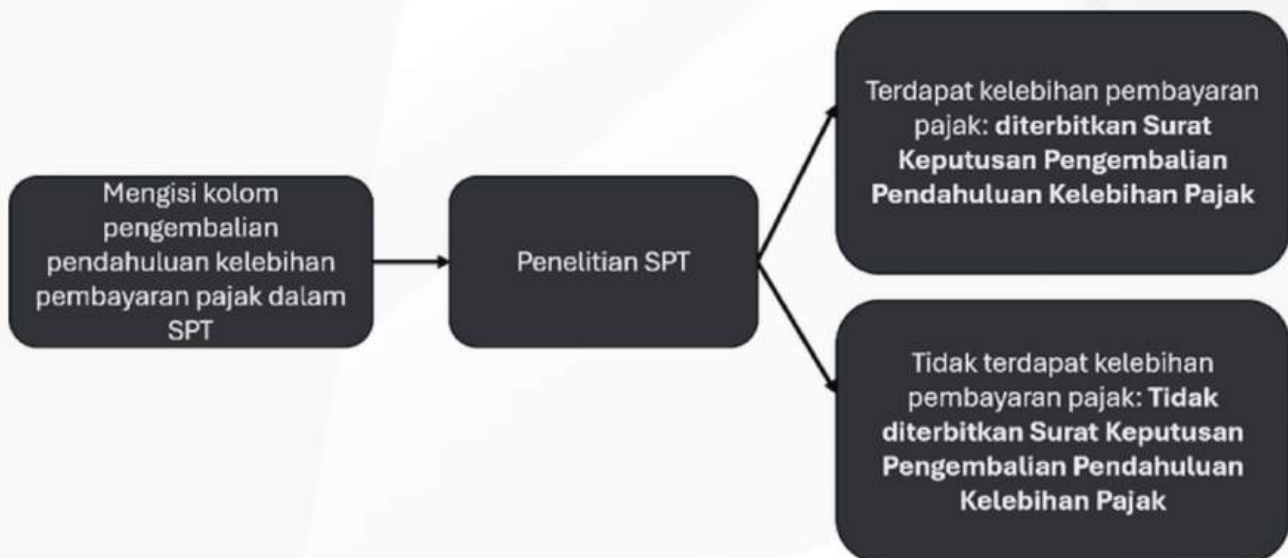 Mengisi kolom
pengembalian
pendahuluan kelebihan
pembayaran pajak dalam
SPT
Penelitian SPT
Terdapat kelebihan pembayaran
pajak: diterbitkan Surat
Keputusan Pengembalian
Pendahuluan Kelebihan Pajak
Tidak terdapat kelebihan
pembayaran pajak: Tidak
diterbitkan Surat Keputusan
Pengembalian Pendahuluan
Kelebihan Pajak